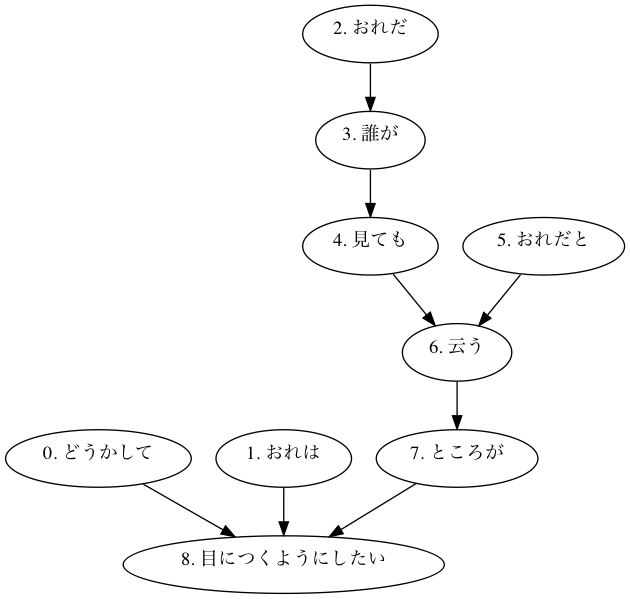 2. おれだ
3. 誰が
4. 見ても
5. おれだと
6. 云う
0. どうかして
1. おれは
7. ところが
8. 目につくようにしたい